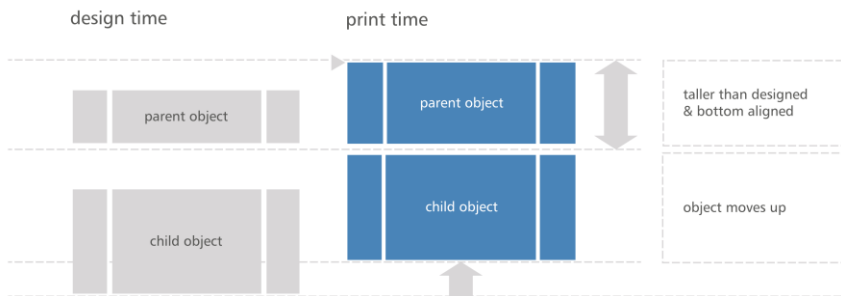 design time
print time
parent object
parent object
taller than designed
& bottom aligned
child object
child object
object moves up